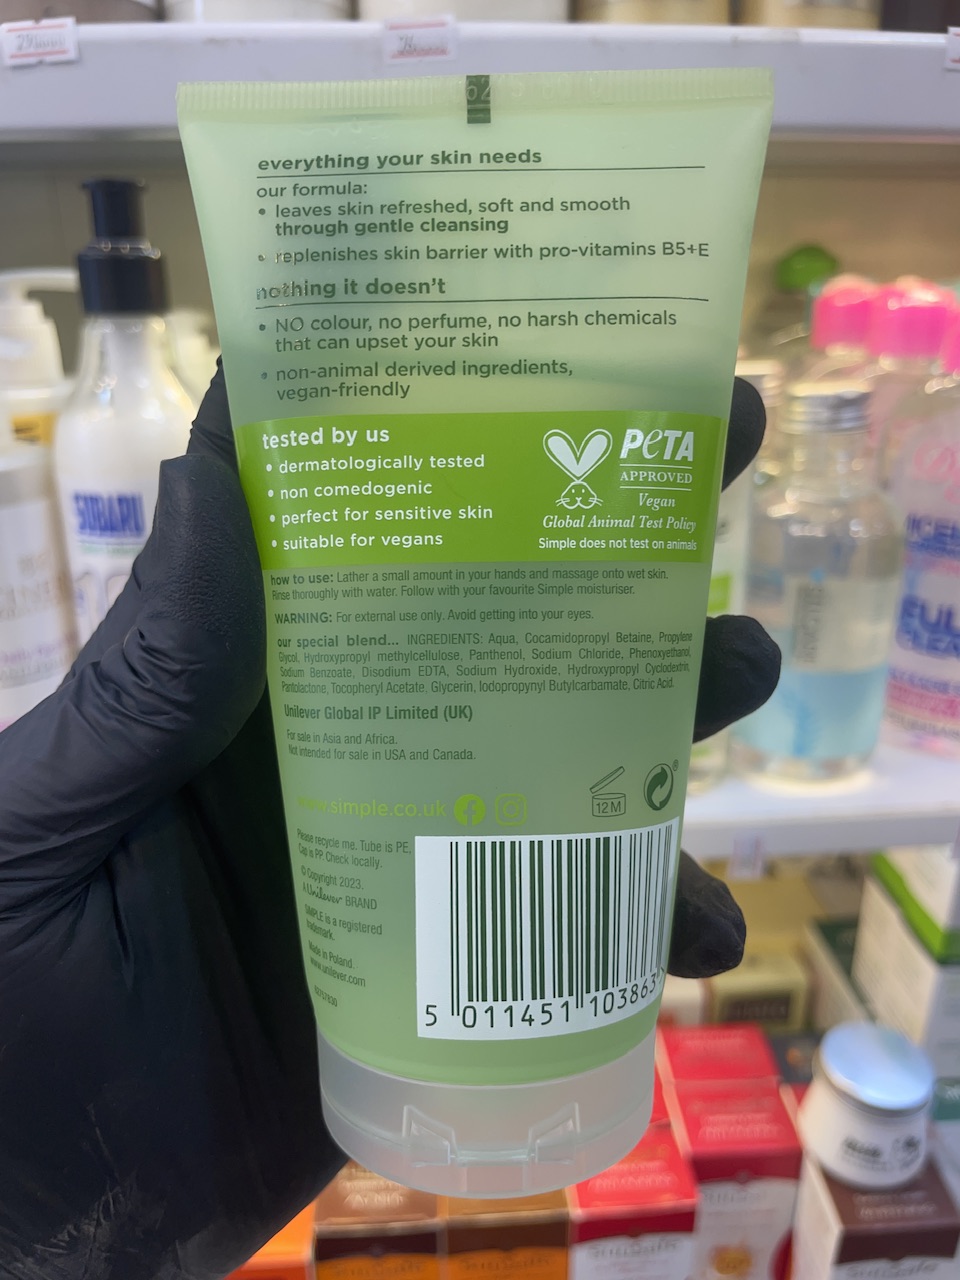 everything your skin needs
our formula:
• leaves skin refreshed, soft and smooth
through gentle cleansing
• replenishes skin barrier with pro-vitamins B5+E
nothing it doesn't
• NO colour, no perfume, no harsh chemicals
that can upset your skin
• non-animal derived ingredients,
vegan-friendly
tested by us
• dermatologically tested
• non comedogenic
• perfect for sensitive skin
• suitable for vegans
PETA
APPROVED
Vegan
Global Animal Test Policy
Simple does not test on animals
how to use: Lather a small amount in your hands and massage onto wet skin.
Rinse thoroughly with water. Follow with your favourite Simple moisturiser.
WARNING: For external use only. Avoid getting into your eyes.
our special blend... INGREDIENTS: Aqua, Cocamidopropyl Betaine, Propylene
Glycol, Hydroxypropyl methylcellulose, Panthenol, Sodium Chloride, Phenoxyethanol,
Sodium Benzoate, Disodium EDTA, Sodium Hydroxide, Hydroxypropyl Cyclodextrin,
Pantolactone, Tocopheryl Acetate, Glycerin, Iodopropynyl Butylcarbamate, Citric Acid.
Unilever Global IP Limited (UK)
For sale in Asia and Africa.
Not intended for sale in USA and Canada.
www.simple.co.uk
12M
®
Please recycle me. Tube is PE,
Cap is PP. Check locally.
© Copyright 2023.
A Unilever BRAND
SIMPLE is a registered
trademark.
Made in Poland.
www.unilever.com
5 011451 103863 >
SUBARU